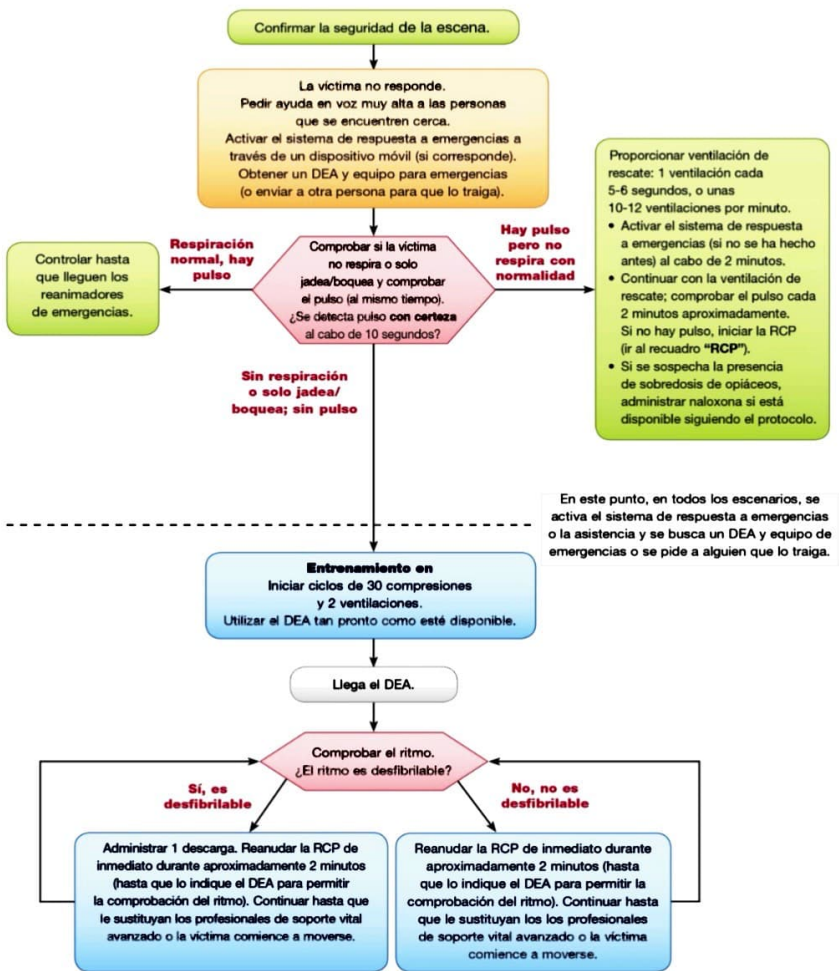 Confirmar la seguridad de la escena.
La víctima no responde.
Pedir ayuda en voz muy alta a las personas
que se encuentren cerca.
Activar el sistema de respuesta a emergencias a
través de un dispositivo móvil (si corresponde).
Obtener un DEA y equipo para emergencias
(o enviar a otra persona para que lo traiga).
Respiración
normal, hay
pulso
Controlar hasta
que lleguen los
reanimadores
de emergencias.
Comprobar si la víctima
no respira o solo
jadea/boquea y comprobar
el pulso (al mismo tiempo).
¿Se detecta pulso con certeza
al cabo de 10 segundos?
Hay pulso
pero no
respira con
normalidad
Proporcionar ventilación de
rescate: 1 ventilación cada
5-6 segundos, o unas
10-12 ventilaciones por minuto.
• Activar el sistema de respuesta
a emergencias (si no se ha hecho
antes) al cabo de 2 minutos.
• Continuar con la ventilación de
rescate; comprobar el pulso cada
2 minutos aproximadamente.
Si no hay pulso, iniciar la RCP
(ir al recuadro “RCP”).
• Si se sospecha la presencia
de sobredosis de opiáceos,
administrar naloxona si está
disponible siguiendo el protocolo.
Sin respiración
o solo jadea/
boquea; sin pulso
En este punto, en todos los escenarios, se
activa el sistema de respuesta a emergencias
o la asistencia y se busca un DEA y equipo de
emergencias o se pide a alguien que lo traiga.
Entrenamiento en
Iniciar ciclos de 30 compresiones
y 2 ventilaciones.
Utilizar el DEA tan pronto como esté disponible.
Llega el DEA.
Comprobar el ritmo.
¿El ritmo es desfibrilable?
Sí, es
desfibrilable
No, no es
desfibrilable
Administrar 1 descarga. Reanudar la RCP de
inmediato durante aproximadamente 2 minutos
(hasta que lo indique el DEA para permitir
la comprobación del ritmo). Continuar hasta que
le sustituyan los profesionales de soporte vital
avanzado o la víctima comience a moverse.
Reanudar la RCP de inmediato durante
aproximadamente 2 minutos (hasta
que lo indique el DEA para permitir la
comprobación del ritmo). Continuar hasta
que le sustituyan los los profesionales
de soporte vital avanzado o la víctima
comience a moverse.